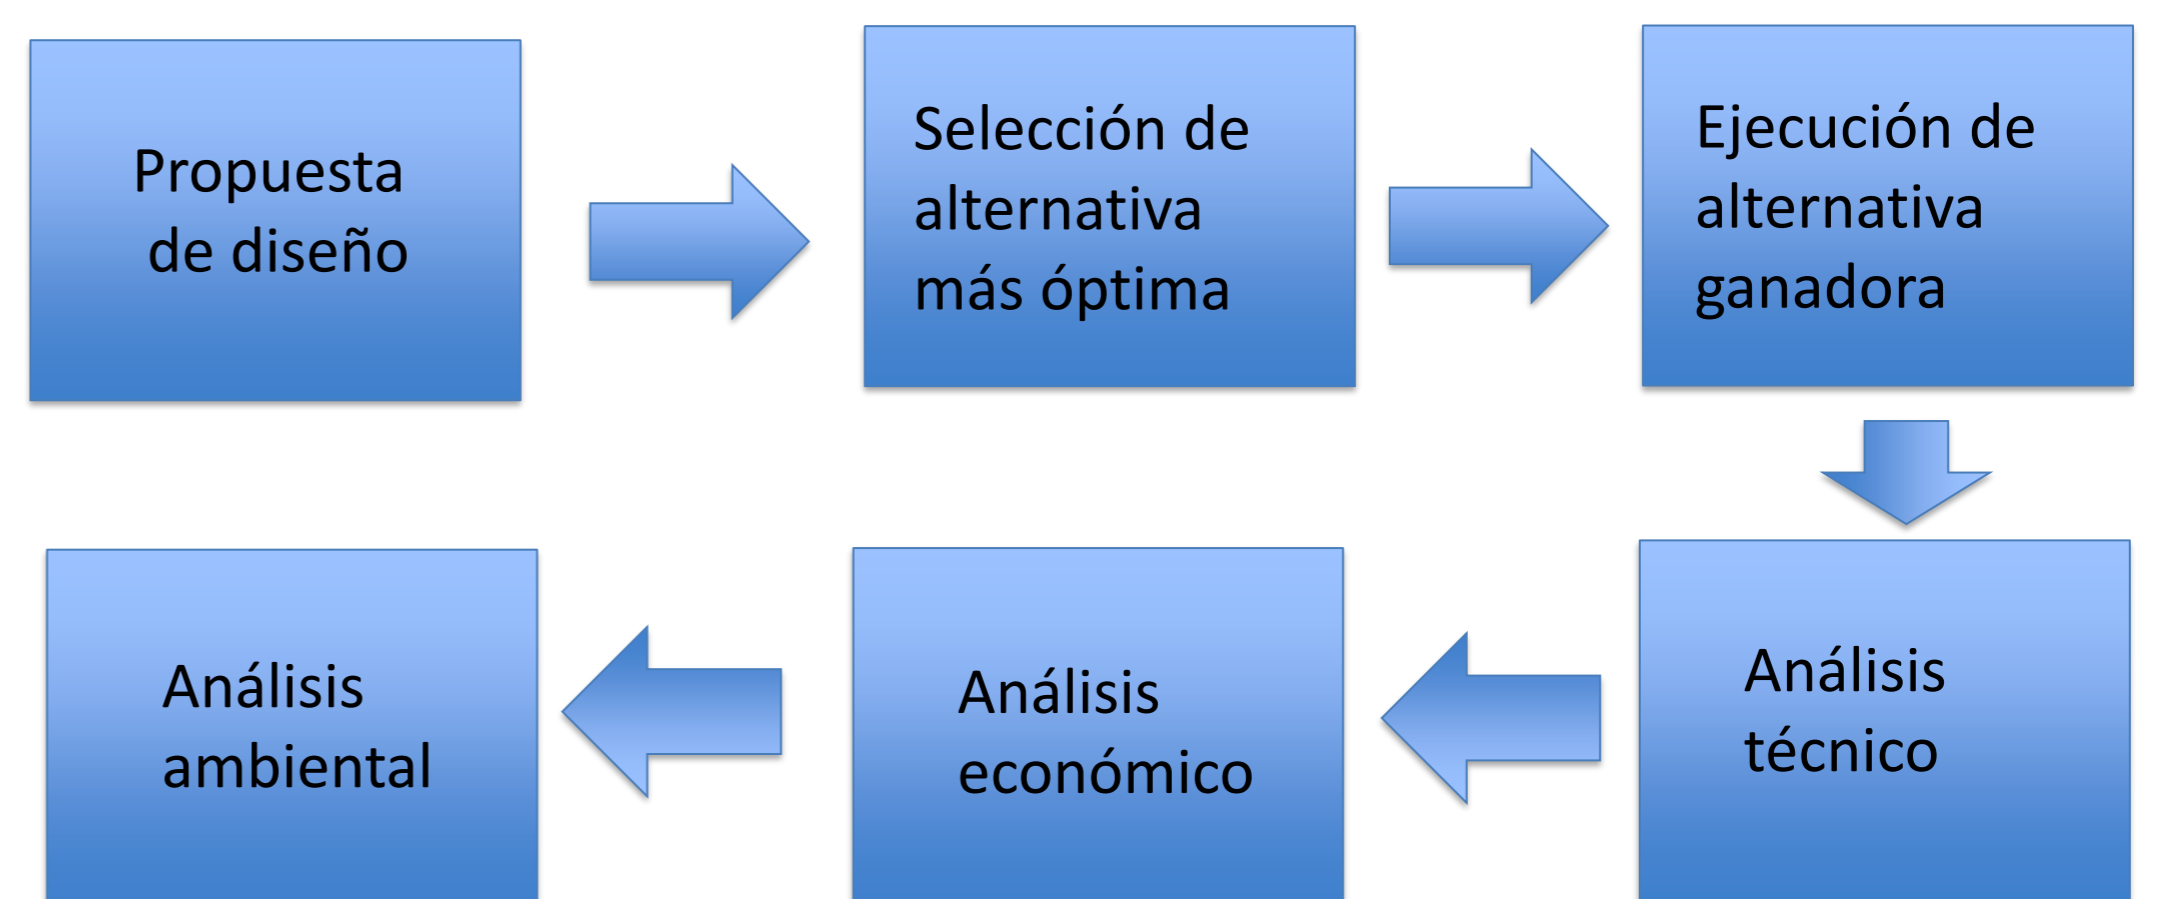 Propuesta
de diseño
Selección de
alternativa
más óptima
Ejecución de
alternativa
ganadora
Análisis
técnico
Análisis
económico
Análisis
ambiental